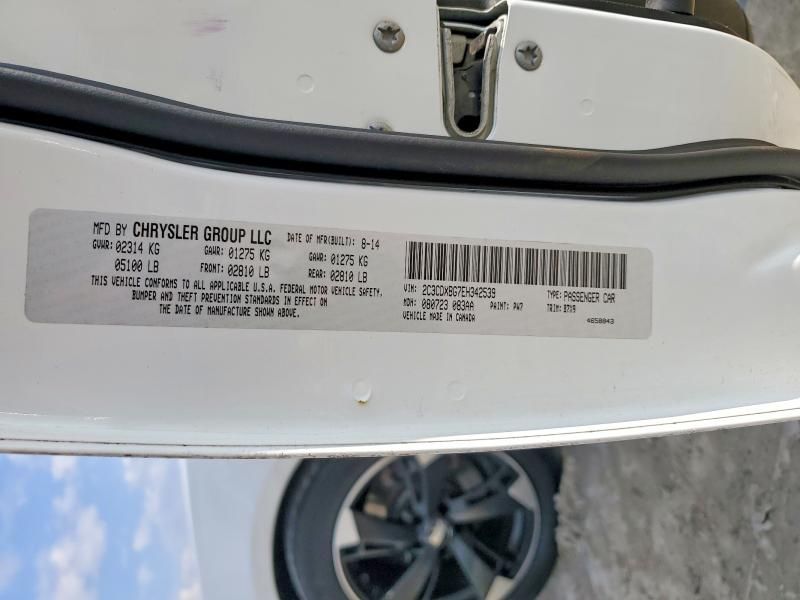 MFD BY CHRYSLER GROUP LLC DATE OF MFR(BUILT): 8-14
GVWR: 02314 KG GAWR: 01275 KG GAWR: 01275 KG
05100 LB FRONT: 02810 LB REAR: 02810 LB
THIS VEHICLE CONFORMS TO ALL APPLICABLE U.S.A. FEDERAL MOTOR VEHICLE SAFETY,
BUMPER AND THEFT PREVENTION STANDARDS IN EFFECT ON
THE DATE OF MANUFACTURE SHOWN ABOVE.
VIN: 2C3CDXBG7EH342539 TYPE: PASSENGER CAR
MDH: 080723 083AA PAINT: PW7 TRIM: B7X9
VEHICLE MADE IN CANADA 4658043